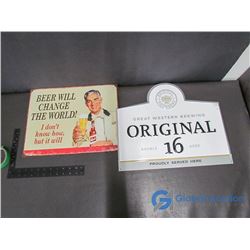 BEER WILL
CHANGE
THE WORLD!
I don't
know how,
but it will
GREAT WESTERN BREWING
ORIGINAL
16
PROUDLY SERVED HERE